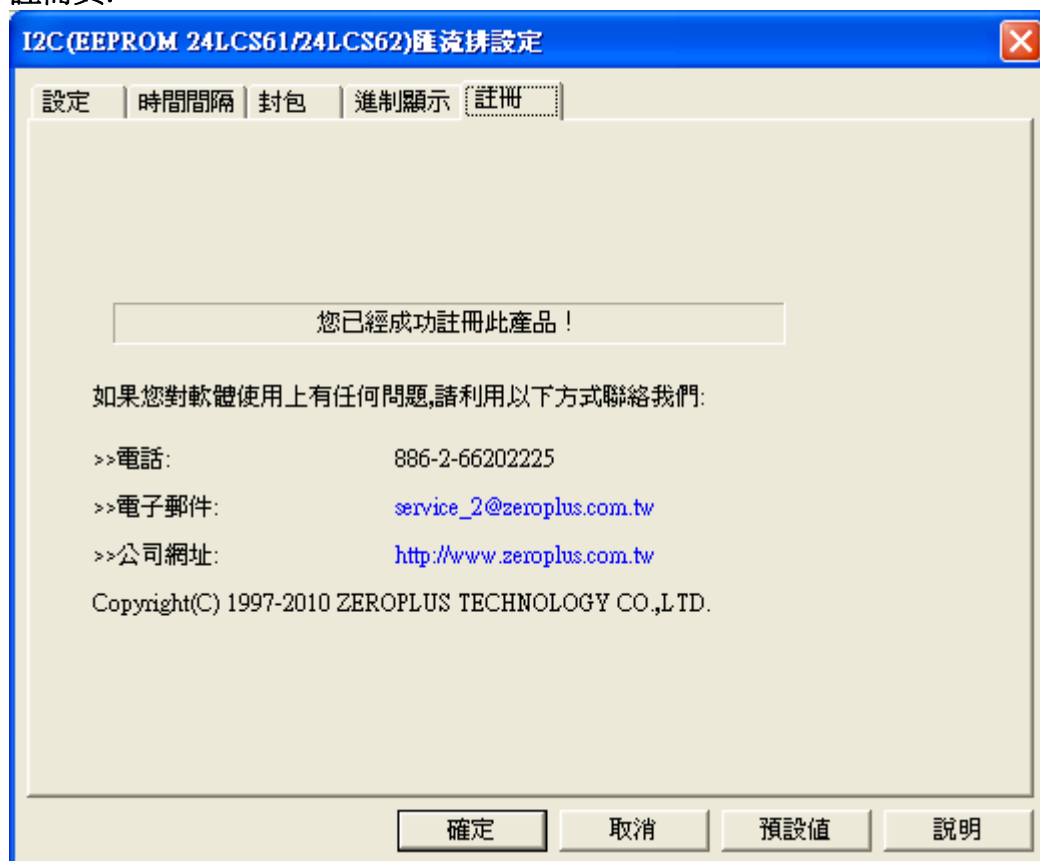 註冊頁:
I2C(EEPROM 24LCS61/24LCS62)匯流排設定
設定 時間間隔 封包 進制顯示 註冊
您已經成功註冊此產品！
如果您對軟體使用上有任何問題,請利用以下方式聯絡我們:
>>電話: 886-2-66202225
>>電子郵件: service_2@zeroplus.com.tw
>>公司網址: http://www.zeroplus.com.tw
Copyright(C) 1997-2010 ZEROPLUS TECHNOLOGY CO.,LTD.
確定 取消 預設值 說明